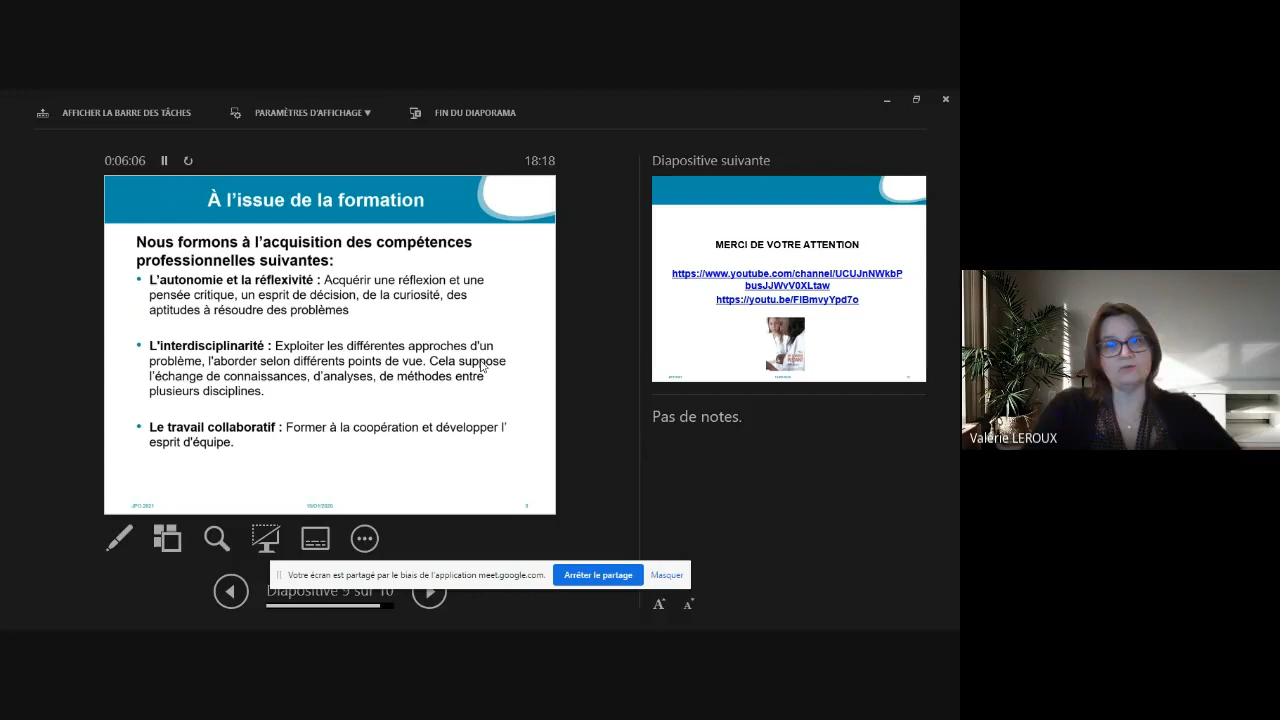 AFFICHER LA BARRE DES TÂCHES
PARAMÈTRES D'AFFICHAGE ▼
FIN DU DIAPORAMA
0:06:06
18:18
À l’issue de la formation
Nous formons à l’acquisition des compétences
professionnelles suivantes:
• L’autonomie et la réflexivité : Acquérir une réflexion et une
pensée critique, un esprit de décision, de la curiosité, des
aptitudes à résoudre des problèmes
• L'interdisciplinarité : Exploiter les différentes approches d'un
problème, l'aborder selon différents points de vue. Cela suppose
l’échange de connaissances, d’analyses, de méthodes entre
plusieurs disciplines.
• Le travail collaboratif : Former à la coopération et développer l’
esprit d'équipe.
JPO 2021
9
Diapositive suivante
MERCI DE VOTRE ATTENTION
https://www.youtube.com/channel/UCUJnNWkbP
busJJWvV0XLtaw
https://youtu.be/FlBmvyYpd7o
Pas de notes.
Valérie LEROUX
Votre écran est partagé par le biais de l'application meet.google.com.
Arrêter le partage
Masquer
Diapositive 9 sur 10
A
A